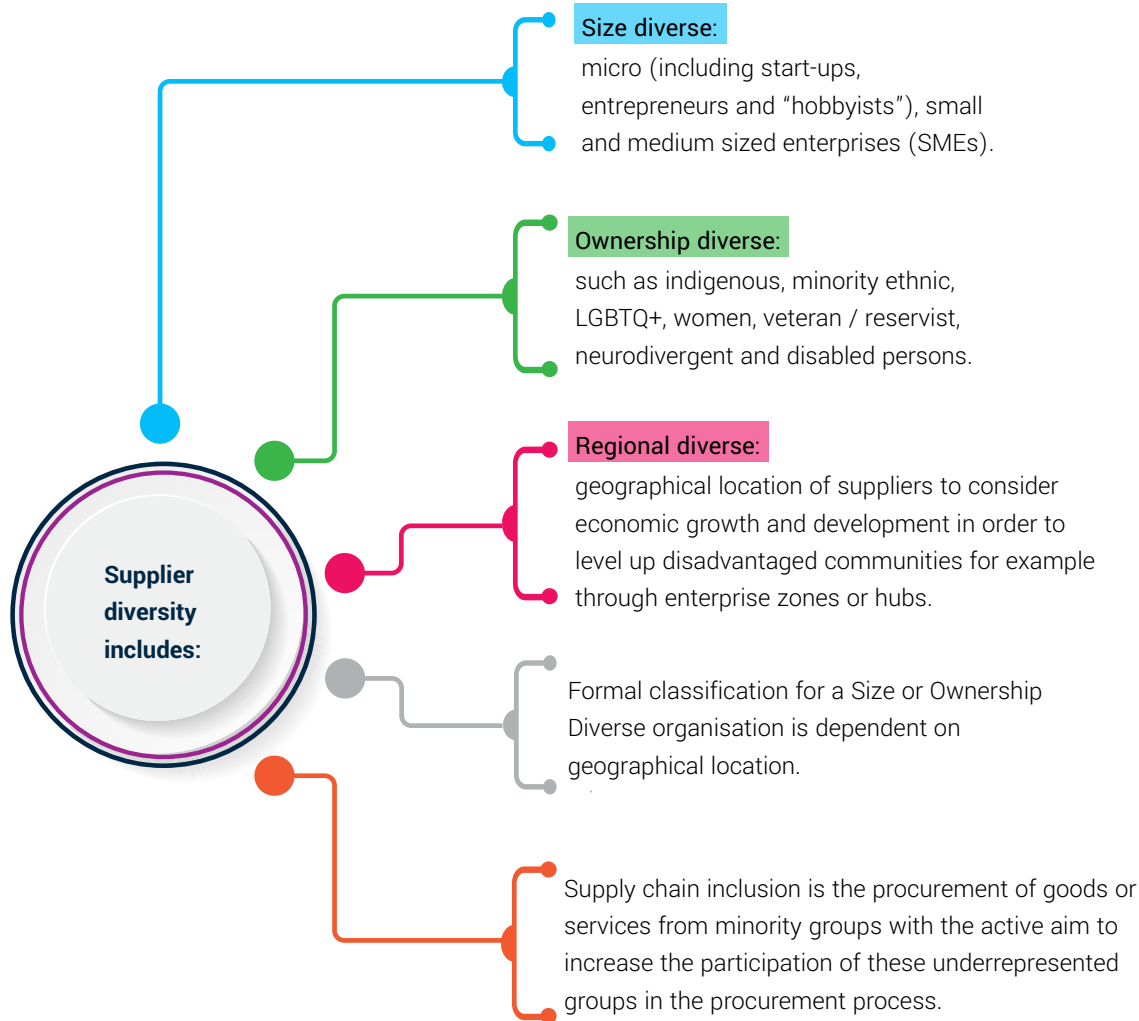 Size diverse:
micro (including start-ups,
entrepreneurs and “hobbyists”), small
and medium sized enterprises (SMEs).
Ownership diverse:
such as indigenous, minority ethnic,
LGBTQ+, women, veteran / reservist,
neurodivergent and disabled persons.
Regional diverse:
geographical location of suppliers to consider
economic growth and development in order to
level up disadvantaged communities for example
through enterprise zones or hubs.
Supplier
diversity
includes:
Formal classification for a Size or Ownership
Diverse organisation is dependent on
geographical location.
Supply chain inclusion is the procurement of goods or
services from minority groups with the active aim to
increase the participation of these underrepresented
groups in the procurement process.